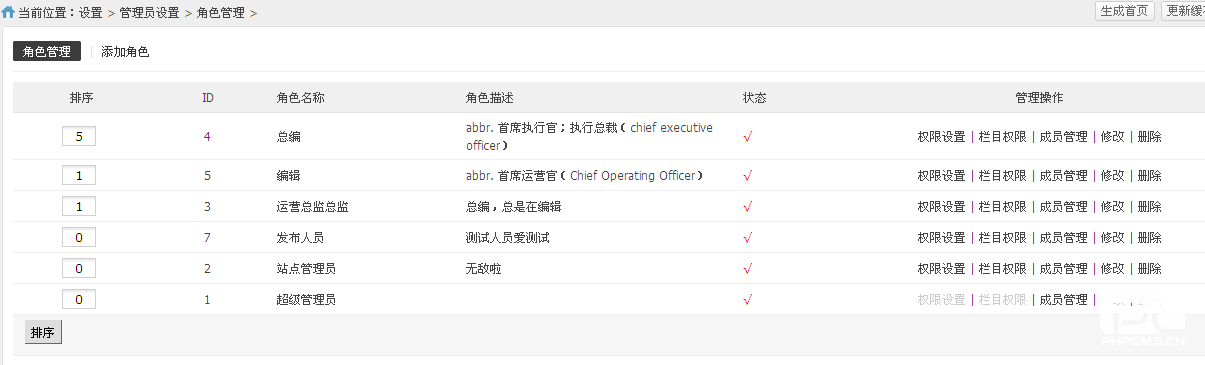 当前位置：设置 > 管理员设置 > 角色管理 >
生成首页 更新缓
角色管理 | 添加角色
排序 ID 角色名称 角色描述 状态 管理操作
5 4 总编 abbr. 首席执行官；执行总裁（ chief executive officer） √ 权限设置 | 栏目权限 | 成员管理 | 修改 | 删除
1 5 编辑 abbr. 首席运营官（ Chief Operating Officer） √ 权限设置 | 栏目权限 | 成员管理 | 修改 | 删除
1 3 运营总监总监 总编，总是在编辑 √ 权限设置 | 栏目权限 | 成员管理 | 修改 | 删除
0 7 发布人员 测试人员爱测试 √ 权限设置 | 栏目权限 | 成员管理 | 修改 | 删除
0 2 站点管理员 无敌啦 √ 权限设置 | 栏目权限 | 成员管理 | 修改 | 删除
0 1 超级管理员 √ 权限设置 | 栏目权限 | 成员管理 |
排序
PHPCMS.CN